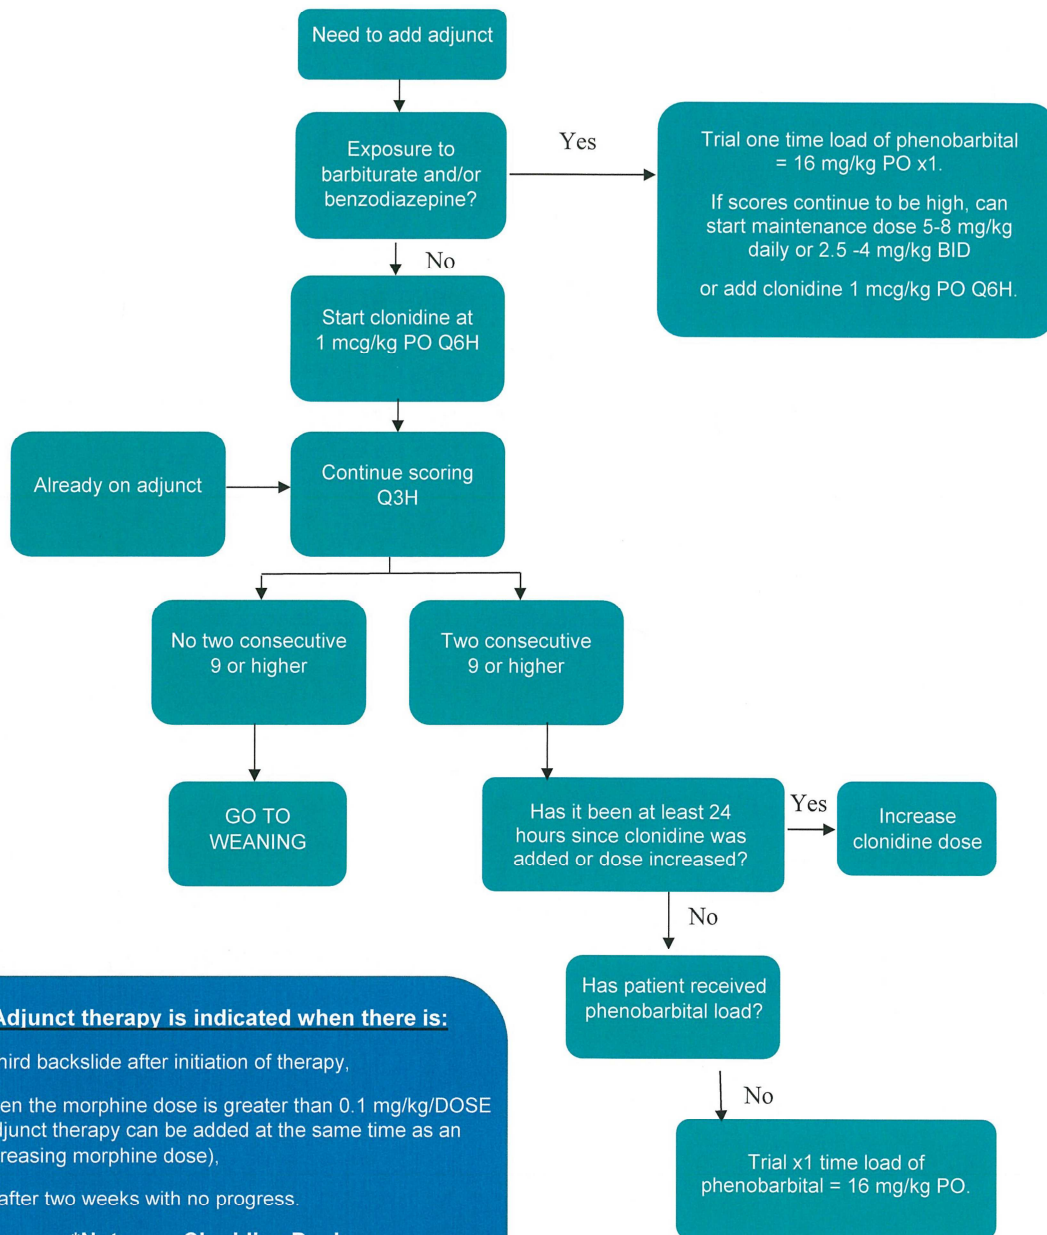 Need to add adjunct
Exposure to
barbiturate and/or
benzodiazepine?
Yes
Trial one time load of phenobarbital
= 16 mg/kg PO x1.
If scores continue to be high, can
start maintenance dose 5-8 mg/kg
daily or 2.5 -4 mg/kg BID
or add clonidine 1 mcg/kg PO Q6H.
No
Start clonidine at
1 mcg/kg PO Q6H
Already on adjunct
Continue scoring
Q3H
No two consecutive
9 or higher
Two consecutive
9 or higher
GO TO
WEANING
Has it been at least 24
hours since clonidine was
added or dose increased?
Yes
Increase
clonidine dose
No
Has patient received
phenobarbital load?
No
Trial x1 time load of
phenobarbital = 16 mg/kg PO.
Adjunct therapy is indicated when there is:
backslide after initiation of therapy,
the morphine dose is greater than 0.1 mg/kg/DOSE
therapy can be added at the same time as an
morphine dose),
after two weeks with no progress.